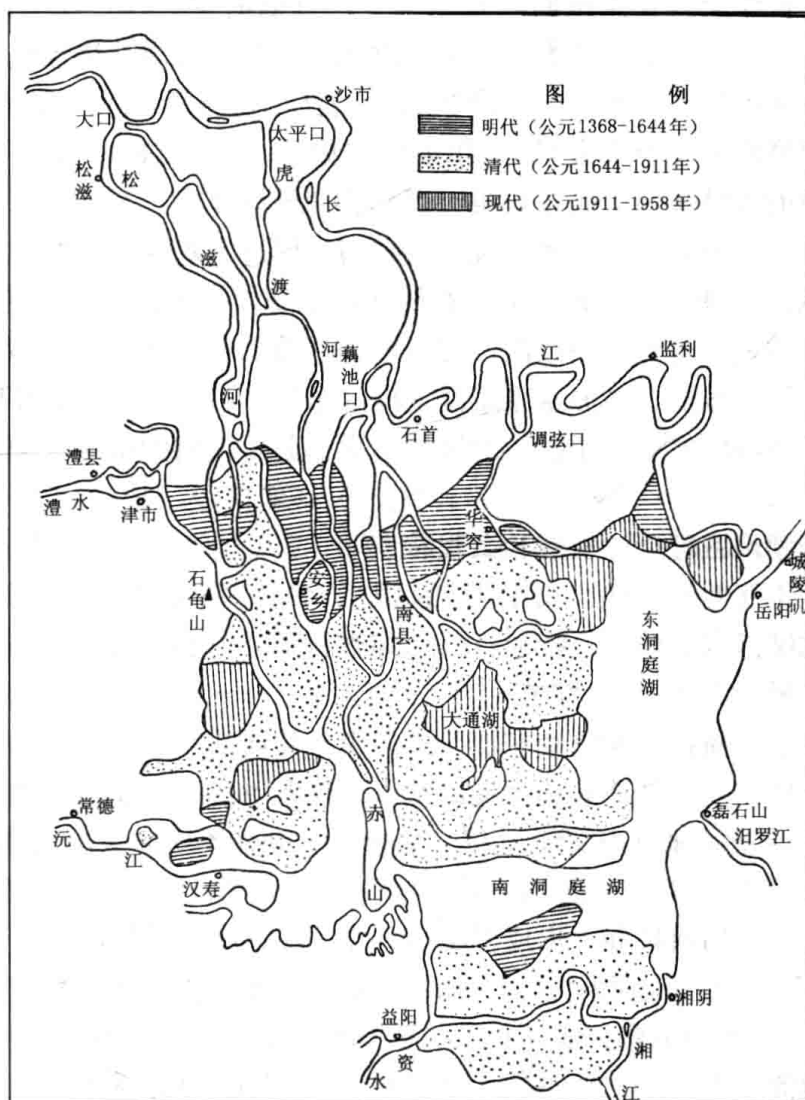 图 例
明代（公元1368-1644年）
清代（公元1644-1911年）
现代（公元1911-1958年）
沙市
大口
太平口
松滋
松
滋
河
虎
渡
河
长
江
藕池口
监利
石首
调弦口
澧县
澧水
津市
华容
城陵矶
岳阳
安乡
石龟山
南县
东洞庭湖
大通湖
常德
沅江
汉寿
赤山
磊石山
汨罗江
南洞庭湖
湘阴
益阳
资水
湘江